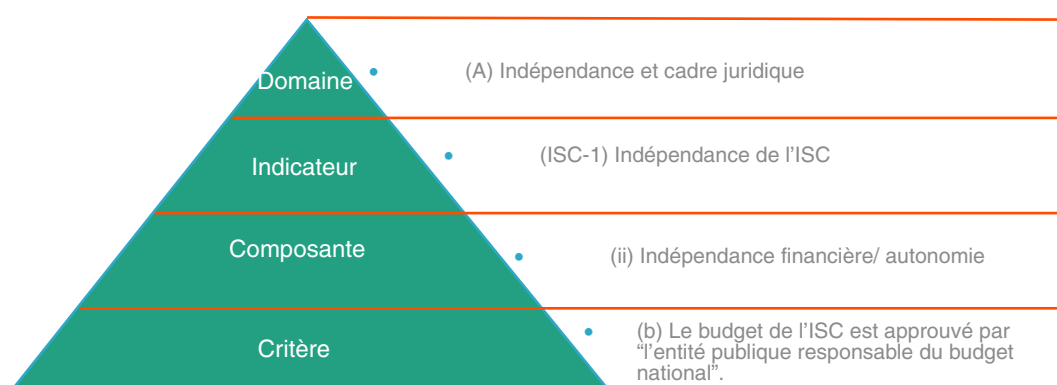 Domaine
(A) Indépendance et cadre juridique
Indicateur
(ISC-1) Indépendance de l’ISC
Composante
(ii) Indépendance financière/ autonomie
Critère
(b) Le budget de l’ISC est approuvé par
“l’entité publique responsable du budget
national”.